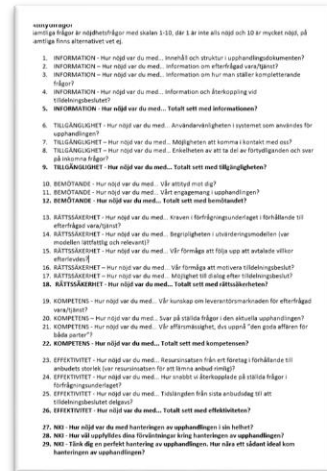 Samtliga frågor är nöjdhetsfrågor med skalan 1-10, där 1 är inte alls nöjd och 10 är mycket nöjd, på
samtliga finns alternativet vet ej.
1. INFORMATION - Hur nöjd var du med... Innehåll och struktur i upphandlingsdokumenten?
2. INFORMATION – Hur nöjd var du med... Information om efterfrågad vara/tjänst?
3. INFORMATION - Hur nöjd var du med... Information om hur man ställer kompletterande
frågor?
4. INFORMATION - Hur nöjd var du med... Information och återkoppling vid
tilldelningsbeslutet?
5. INFORMATION - Hur nöjd var du med... Totalt sett med informationen?
6. TILLGÄNGLIGHET - Hur nöjd var du med... Användarvänligheten i systemet som användes för
upphandlingen?
7. TILLGÄNGLIGHET - Hur nöjd var du med... Möjligheten att komma i kontakt med oss?
8. TILLGÄNGLIGHET - Hur nöjd var du med... Enkelheten av att ta del av förtydliganden och svar
på inkomna frågor?
9. TILLGÄNGLIGHET - Hur nöjd var du med... Totalt sett med tillgängligheten?
10. BEMÖTANDE - Hur nöjd var du med... Vår attityd mot dig?
11. BEMÖTANDE - Hur nöjd var du med... Vårt engagemang i upphandlingen?
12. BEMÖTANDE - Hur nöjd var du med... Totalt sett med bemötandet?
13. RÄTTSSÄKERHET - Hur nöjd var du med... Kraven i förfrågningsunderlaget i förhållande till
efterfrågad vara/tjänst?
14. RÄTTSSÄKERHET - Hur nöjd var du med... Begripligheten i utvärderingsmodellen (var
modellen lättfattlig och relevant)?
15. RÄTTSSÄKERHET - Hur nöjd var du med... Vår förmåga att följa upp att avtalade villkor
efterlevdes?
16. RÄTTSSÄKERHET - Hur nöjd var du med... Vår förmåga att motivera tilldelningsbeslut?
17. RÄTTSSÄKERHET – Hur nöjd var du med... Möjlighet till dialog efter tilldelningsbeslut?
18. RÄTTSSÄKERHET - Hur nöjd var du med... Totalt sett med rättssäkerheten?
19. KOMPETENS - Hur nöjd var du med... Vår kunskap om leverantörsmarknaden för efterfrågad
vara/tjänst?
20. KOMPETENS – Hur nöjd var du med... Svar på ställda frågor i den aktuella upphandlingen?
21. KOMPETENS - Hur nöjd var du med... Vår affärsmässighet, dvs uppnå "den goda affären för
båda parter"?
22. KOMPETENS - Hur nöjd var du med... Totalt sett med kompetensen?
23. EFFEKTIVITET - Hur nöjd var du med... Resursinsatsen från ert företag i förhållande till
anbudets storlek (var resursinsatsen för att lämna anbud rimlig)?
24. EFFEKTIVITET - Hur nöjd var du med... Hur snabbt vi återkopplade på ställda frågor i
förfrågningsunderlaget?
25. EFFEKTIVITET - Hur nöjd var du med... Tidslängden från sista anbudsdag till att
tilldelningsbeslutet delgavs?
26. EFFEKTIVITET - Hur nöjd var du med... Totalt sett med effektiviteten?
27. NKI - Hur nöjd var du med hanteringen av upphandlingen i sin helhet?
28. NKI - Hur väl uppfylldes dina förväntningar kring hanteringen av upphandlingen?
29. NKI - Tänk dig en perfekt hantering av upphandlingen. Hur nära ett sådant ideal kom
hanteringen av upphandlingen?